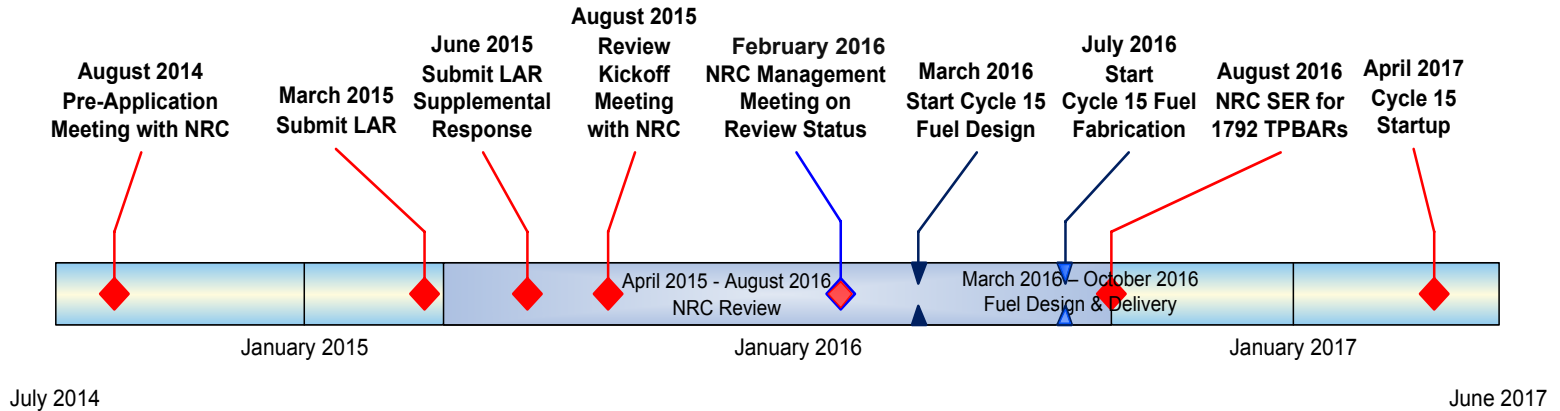 August 2014
Pre-Application
Meeting with NRC
March 2015
Submit LAR
June 2015
Submit LAR
Supplemental
Response
August 2015
Review
Kickoff
Meeting
with NRC
February 2016
NRC Management
Meeting on
Review Status
March 2016
Start Cycle 15
Fuel Design
July 2016
Start
Cycle 15 Fuel
Fabrication
August 2016
NRC SER for
1792 TPBARs
April 2017
Cycle 15
Startup
April 2015 - August 2016
NRC Review
March 2016 – October 2016
Fuel Design & Delivery
January 2015
January 2016
January 2017
July 2014
June 2017